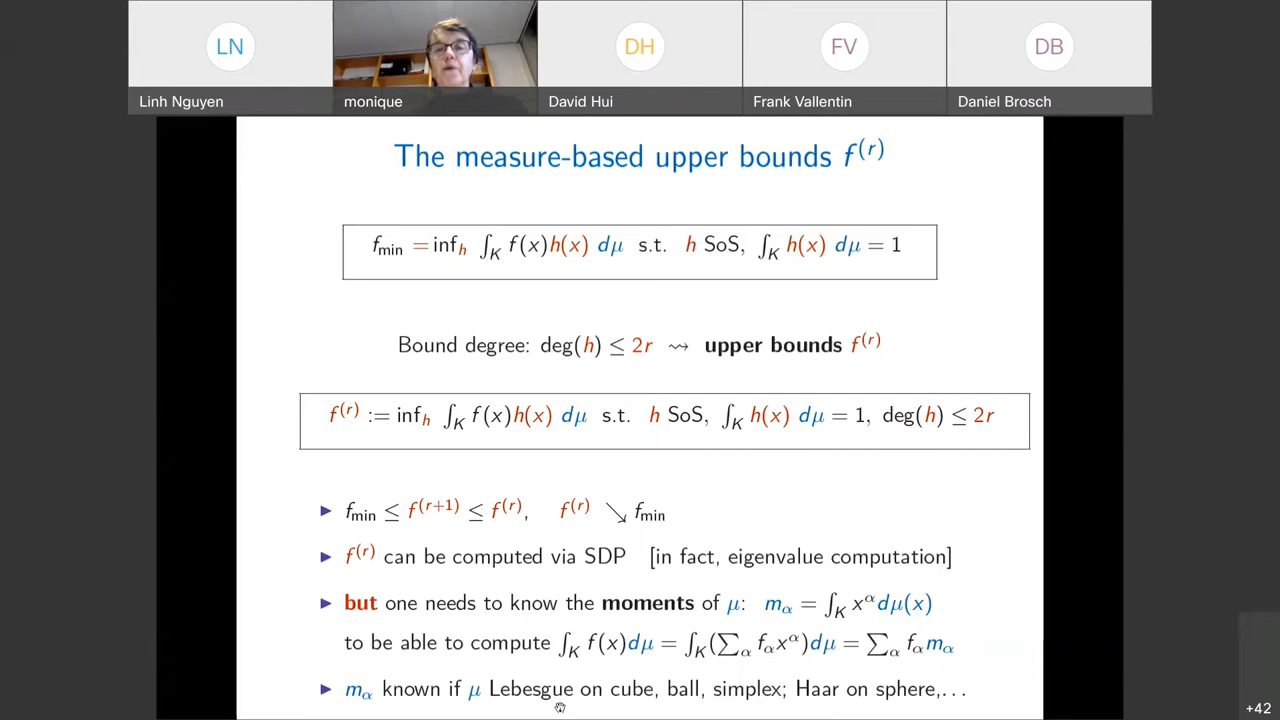 LN
DH
FV
DB
Linh Nguyen
monique
David Hui
Frank Vallentin
Daniel Brosch
The measure-based upper bounds f^(r)
f_min = inf_h ∫_K f(x)h(x) dμ s.t. h SoS, ∫_K h(x) dμ = 1
Bound degree: deg(h) ≤ 2r ⇝ upper bounds f^(r)
f^(r) := inf_h ∫_K f(x)h(x) dμ s.t. h SoS, ∫_K h(x) dμ = 1, deg(h) ≤ 2r
▶ f_min ≤ f^(r+1) ≤ f^(r), f^(r) ↘ f_min
▶ f^(r) can be computed via SDP [in fact, eigenvalue computation]
▶ but one needs to know the moments of μ: m_α = ∫_K x^α dμ(x)
to be able to compute ∫_K f(x)dμ = ∫_K (∑_α f_α x^α)dμ = ∑_α f_α m_α
▶ m_α known if μ Lebesgue on cube, ball, simplex; Haar on sphere,...
+42